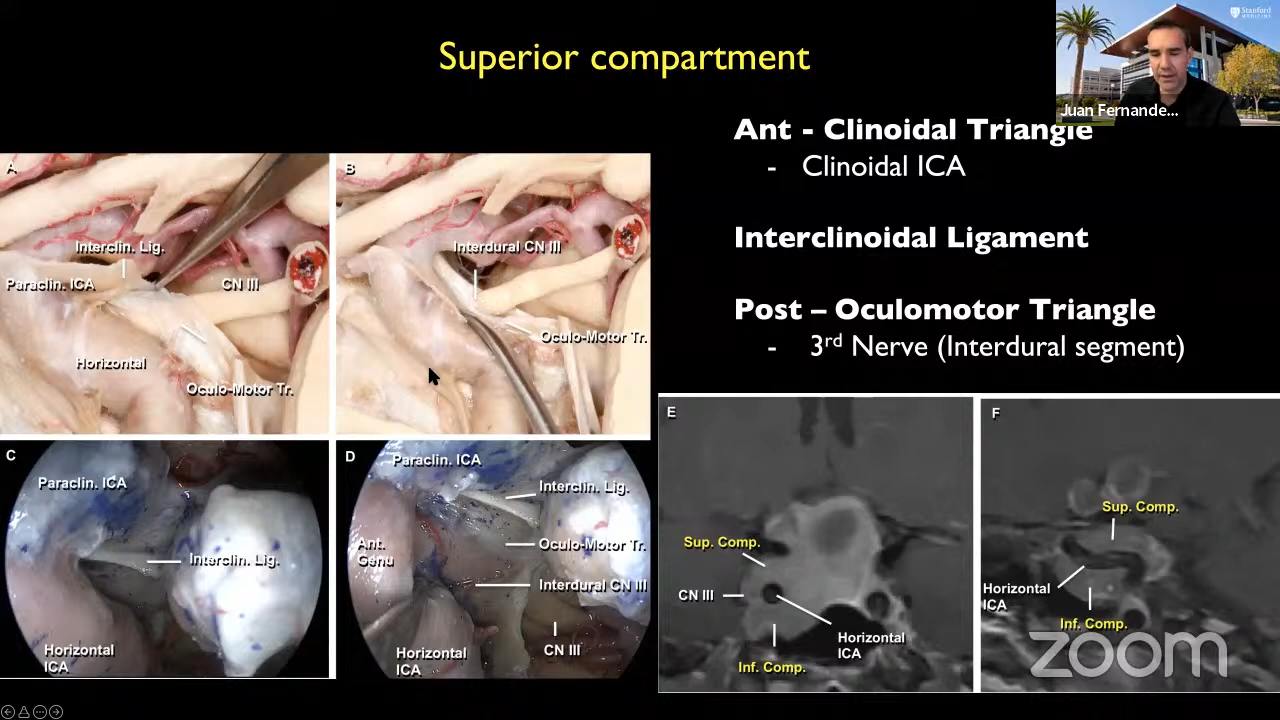 Superior compartment
Stanford
MEDICINE
Juan Fernande...
Ant - Clinoidal Triangle
- Clinoidal ICA
Interclinoidal Ligament
Post – Oculomotor Triangle
- 3rd Nerve (Interdural segment)
A
Interclin. Lig.
Paraclin. ICA
CN III
Horizontal
Oculo-Motor Tr.
B
Interdural CN III
Oculo-Motor Tr.
C
Paraclin. ICA
Interclin. Lig.
Horizontal
ICA
D
Paraclin. ICA
Interclin. Lig.
Ant.
Genu
Oculo-Motor Tr.
Interdural CN III
CN III
Horizontal
ICA
E
Sup. Comp.
CN III
Horizontal
ICA
Inf. Comp.
F
Sup. Comp.
Horizontal
ICA
Inf. Comp.
zoom